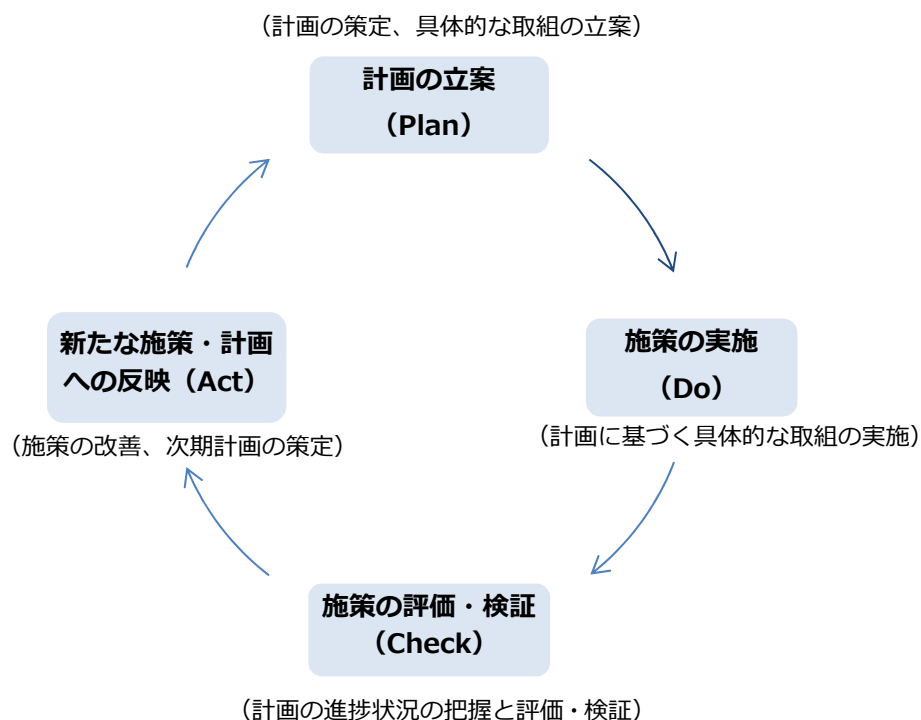 （計画の策定、具体的な取組の立案）
計画の立案
（Plan）
施策の実施
（Do）
（計画に基づく具体的な取組の実施）
施策の評価・検証
（Check）
（計画の進捗状況の把握と評価・検証）
新たな施策・計画
への反映（Act）
（施策の改善、次期計画の策定）